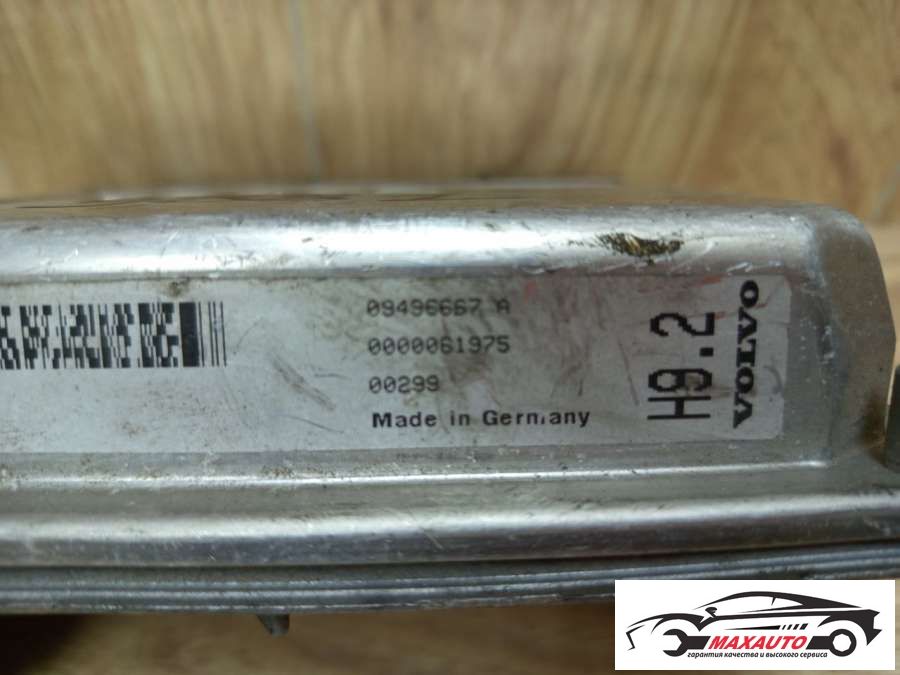 09496667 A
0000061975
00299
Made in Germany
H9.2
VOLVO
MAXAUTO
гарантия качества и высокого сервиса